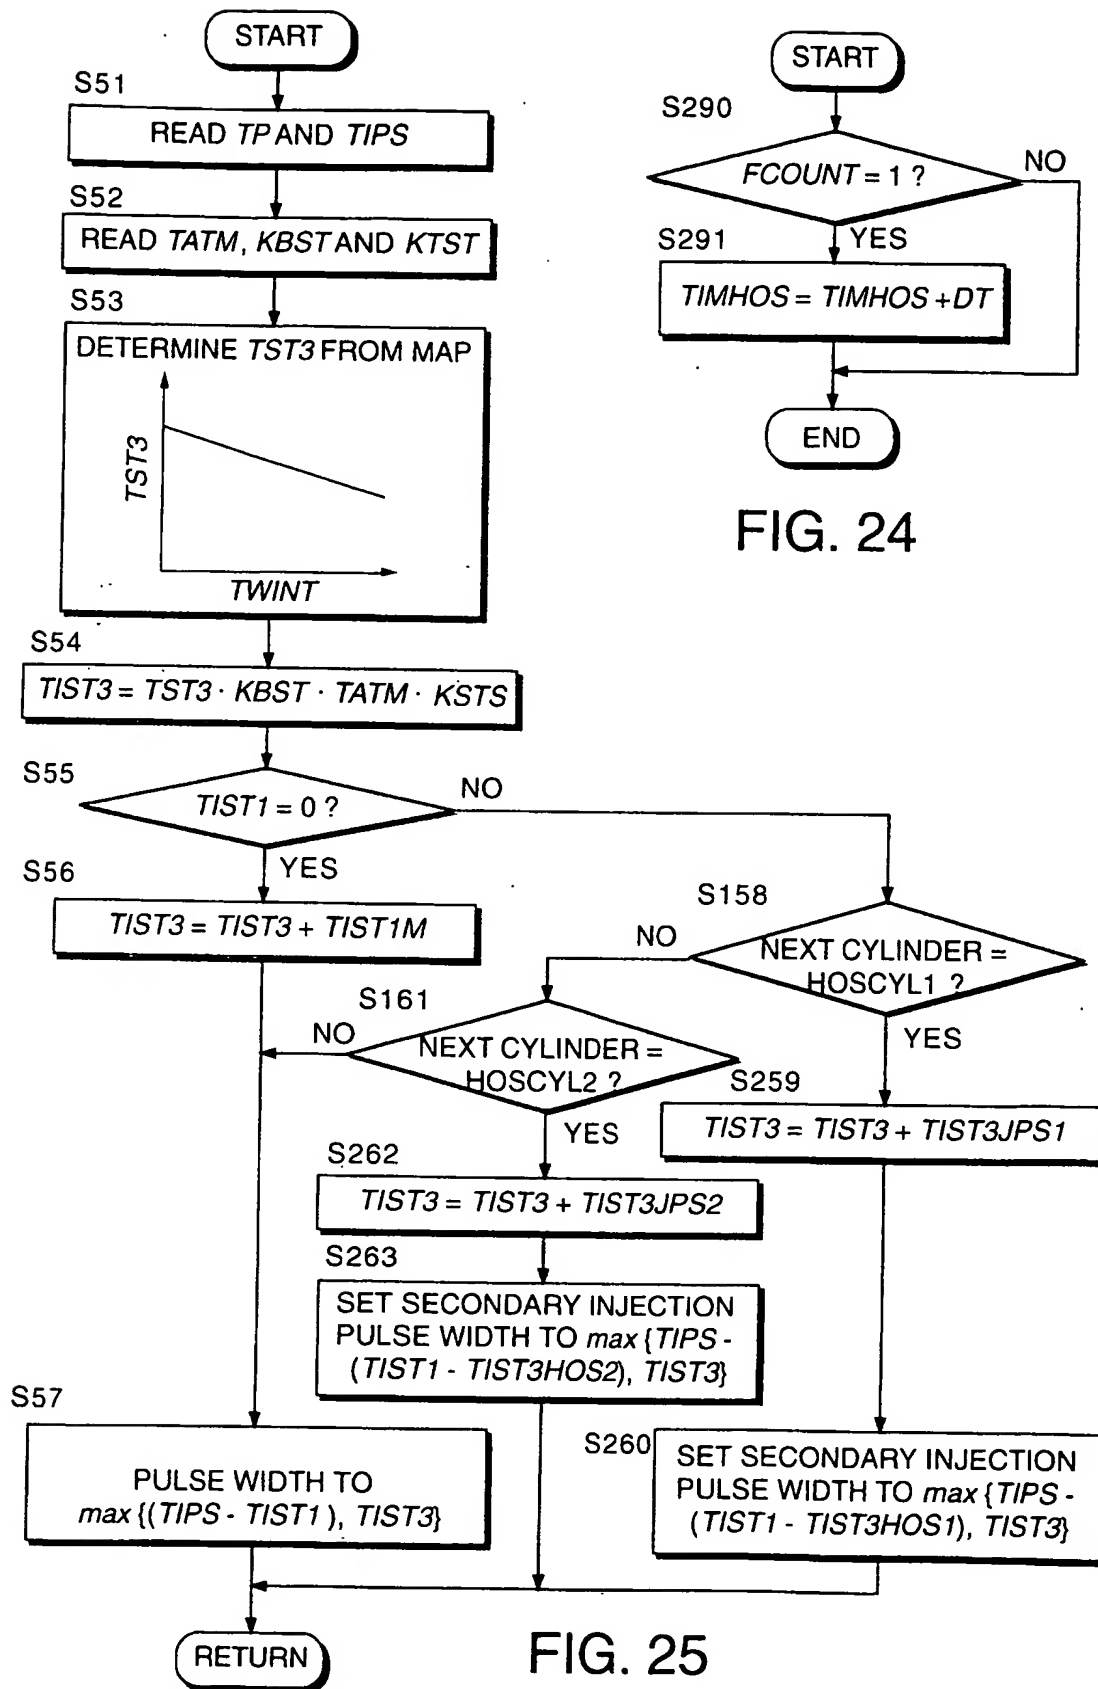 START
S51
READ TP AND TIPS
S52
READ TATM, KBST AND KTST
S53
DETERMINE TST3 FROM MAP
TST3
TWINT
S54
TIST3 = TST3 · KBST · TATM · KSTS
S55
TIST1 = 0 ?
NO
YES
S56
TIST3 = TIST3 + TIST1M
S158
NEXT CYLINDER =
HOSCYL1 ?
NO
YES
S161
NEXT CYLINDER =
HOSCYL2 ?
NO
YES
S259
TIST3 = TIST3 + TIST3JPS1
S262
TIST3 = TIST3 + TIST3JPS2
S263
SET SECONDARY INJECTION
PULSE WIDTH TO max {TIPS -
(TIST1 - TIST3HOS2), TIST3}
S57
PULSE WIDTH TO
max {(TIPS - TIST1 ), TIST3}
S260
SET SECONDARY INJECTION
PULSE WIDTH TO max {TIPS -
(TIST1 - TIST3HOS1), TIST3}
RETURN
FIG. 25
START
S290
FCOUNT = 1 ?
NO
YES
S291
TIMHOS = TIMHOS +DT
END
FIG. 24